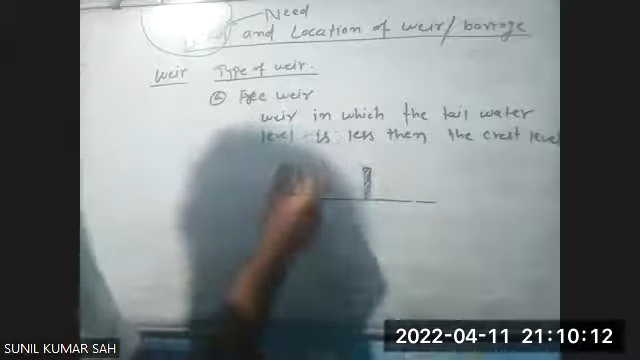 Need
and Location of weir/barrage
Weir Type of weir.
(a) Free weir
weir in which the tail water
level is less then the crest level
SUNIL KUMAR SAH
2022-04-11 21:10:12